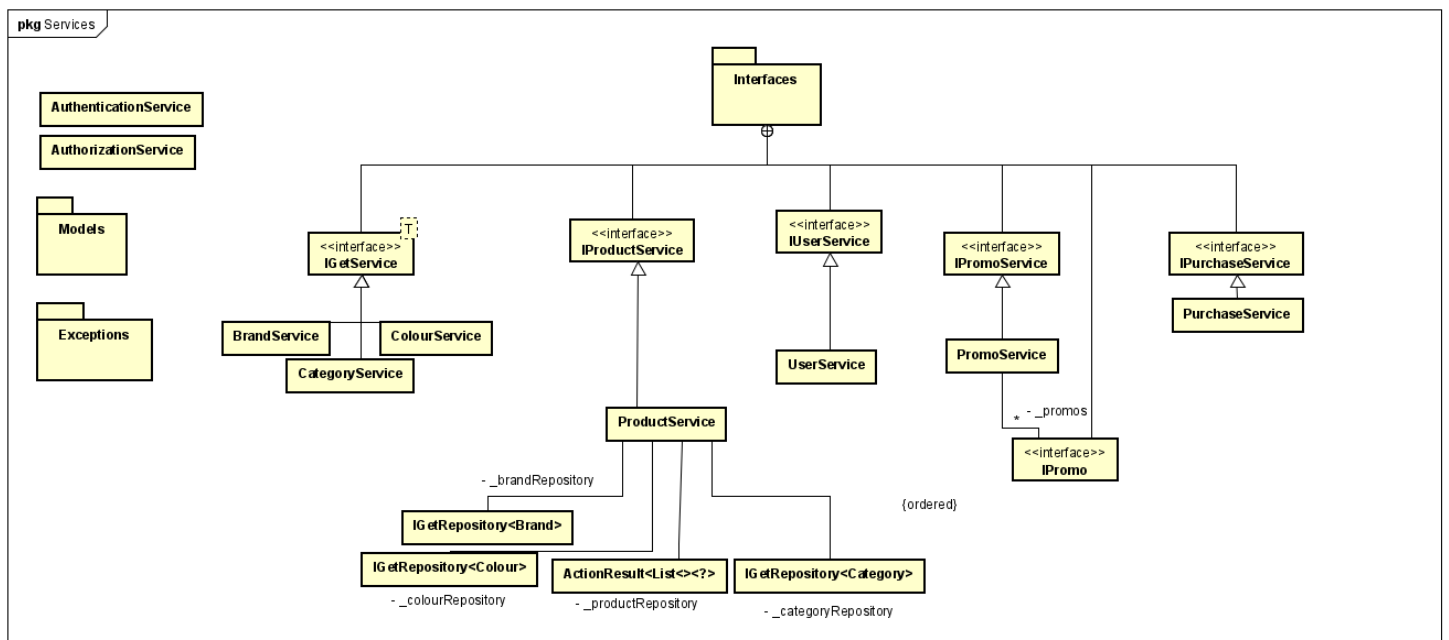 pkg Services
Interfaces
AuthenticationService
AuthorizationService
Models
Exceptions
T
<<interface>>
IGetService
<<interface>>
IProductService
<<interface>>
IUserService
<<interface>>
IPromoService
<<interface>>
IPurchaseService
BrandService
ColourService
CategoryService
UserService
PromoService
PurchaseService
* - _promos
<<interface>>
IPromo
ProductService
- _brandRepository
{ordered}
IGetRepository<Brand>
IGetRepository<Colour>
ActionResult<List<><?>
IGetRepository<Category>
- _colourRepository
- _productRepository
- _categoryRepository